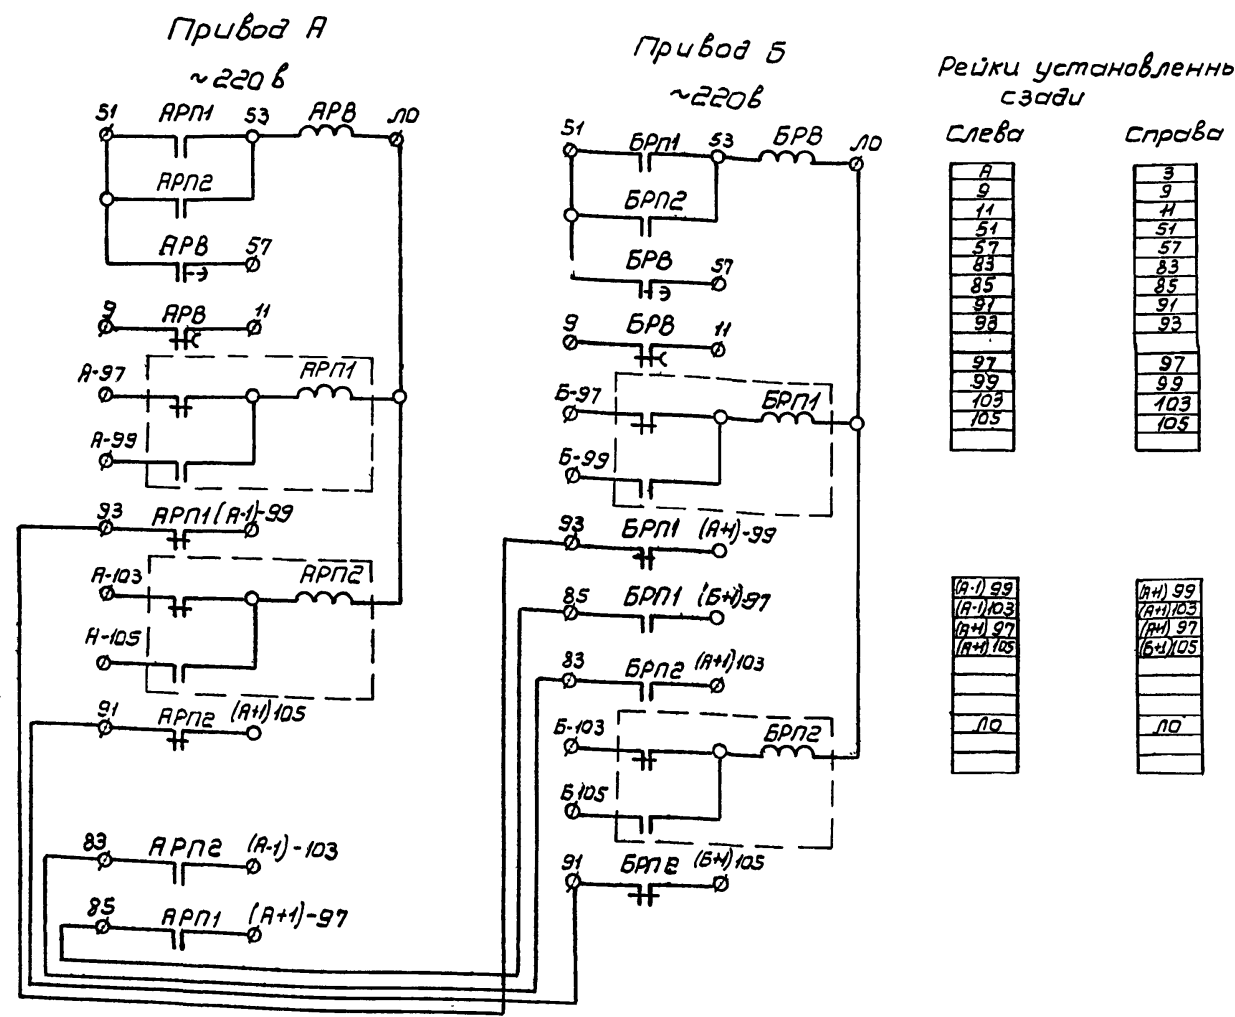 Привод А
~220 в
51
АРП1
53
АРВ
ЛО
АРП2
АРВ
57
Э
9
АРВ
11
А-97
АРП1
А-99
93
АРП1
(А-1)-99
А-103
АРП2
А-105
91
АРП2
(А+1)105
83
АРП2
(А-1)-103
85
АРП1
(А+1)-97
Привод Б
~220в
51
БРП1
53
БРВ
ЛО
БРП2
БРВ
57
Э
9
БРВ
11
Б-97
БРП1
Б-99
93
БРП1
(А+1)-99
85
БРП1
(Б+1)-97
83
БРП2
(А+1)103
Б-103
БРП2
Б105
91
БРП2
(Б+1)105
Рейки установленнь
сзади
Слева
А
9
11
51
57
83
85
91
93
97
99
103
105
(А-1) 99
(А-1)103
(А+1) 97
(А+1)105
ЛО
Справа
3
9
11
51
57
83
85
91
93
97
99
103
105
(А+1) 99
(А+1)103
(А+1) 97
(Б+1)105
ЛО